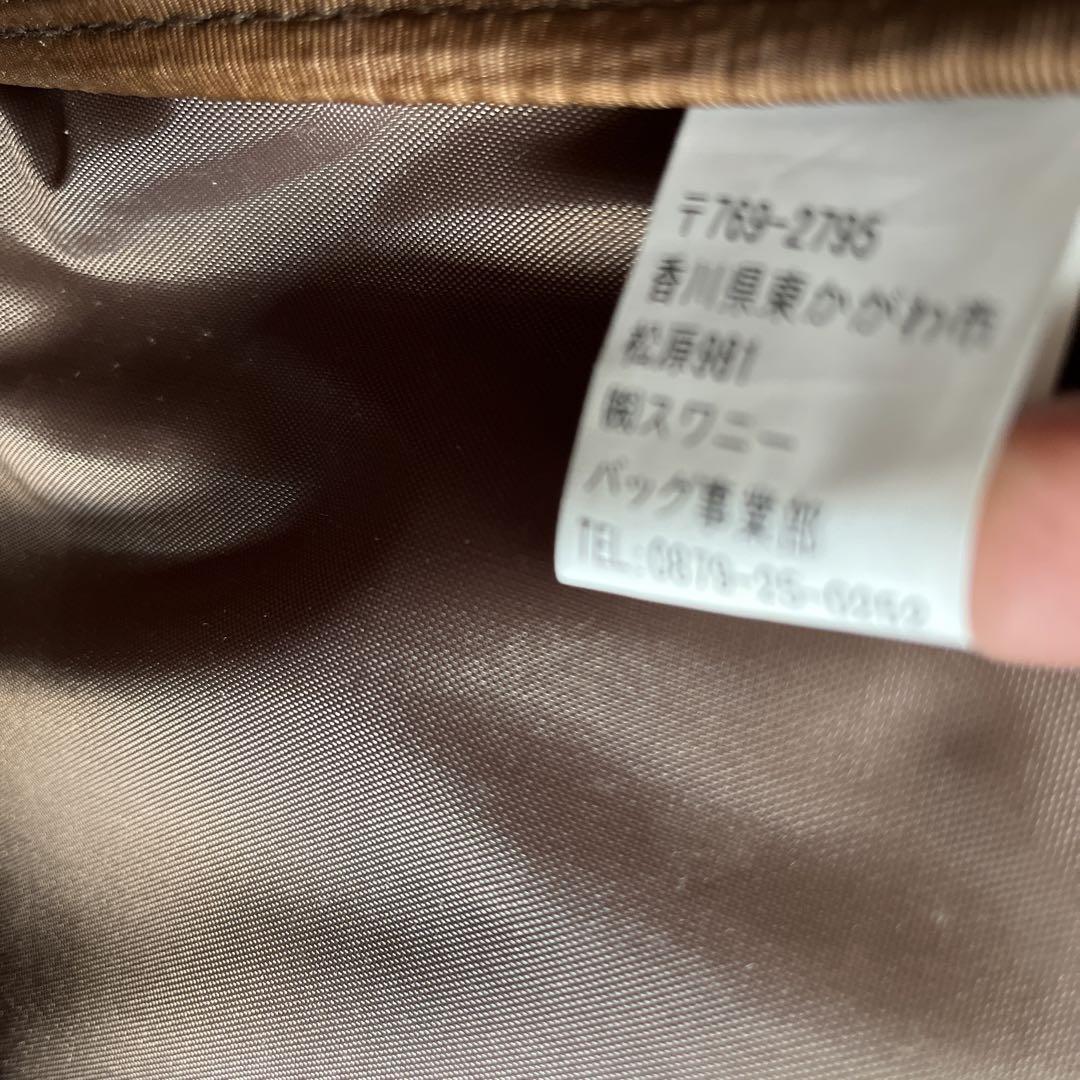 〒769-2795
香川県東かがわ市
松原981
㈱スワニー
バッグ事業部
TEL:0879-25-0252